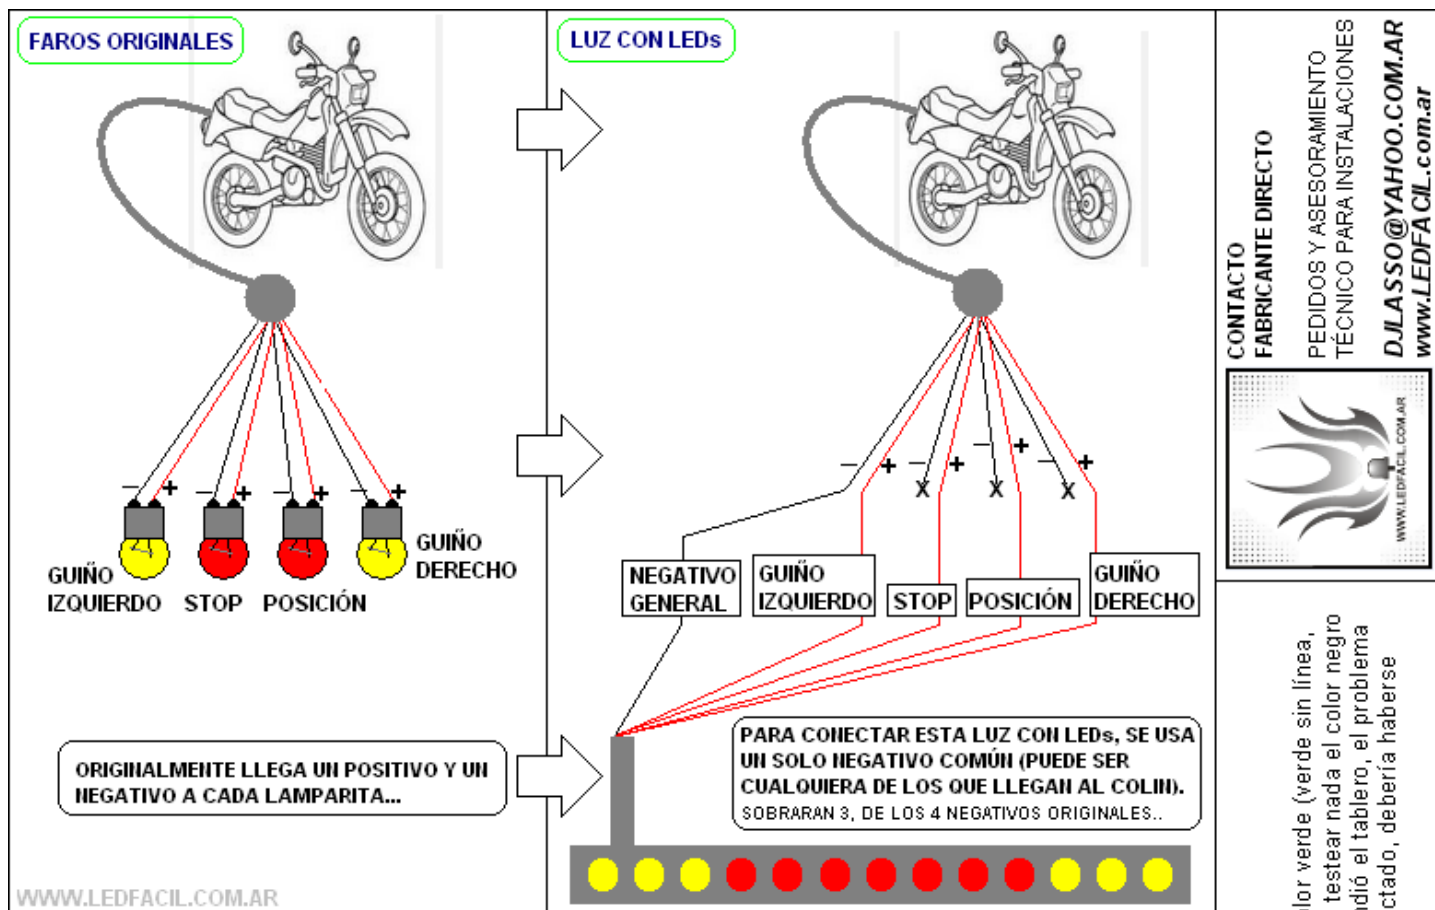 FAROS ORIGINALES
GUIÑO
IZQUIERDO
STOP
POSICIÓN
GUIÑO
DERECHO
ORIGINALMENTE LLEGA UN POSITIVO Y UN
NEGATIVO A CADA LAMPARITA...
WWW.LEDFACIL.COM.AR
LUZ CON LEDs
NEGATIVO
GENERAL
GUIÑO
IZQUIERDO
STOP
POSICIÓN
GUIÑO
DERECHO
PARA CONECTAR ESTA LUZ CON LEDs, SE USA
UN SOLO NEGATIVO COMÚN (PUEDE SER
CUALQUIERA DE LOS QUE LLEGAN AL COLIN).
SOBRARAN 3, DE LOS 4 NEGATIVOS ORIGINALES..
CONTACTO
FABRICANTE DIRECTO
PEDIDOS Y ASESORAMIENTO
TÉCNICO PARA INSTALACIONES
DJLASSO@YAHOO.COM.AR
www.LEDFACIL.com.ar
WWW.LEDFACIL.COM.AR
verde (verde sin línea,
testear nada el color negro
el tablero, el problema
debería haberse